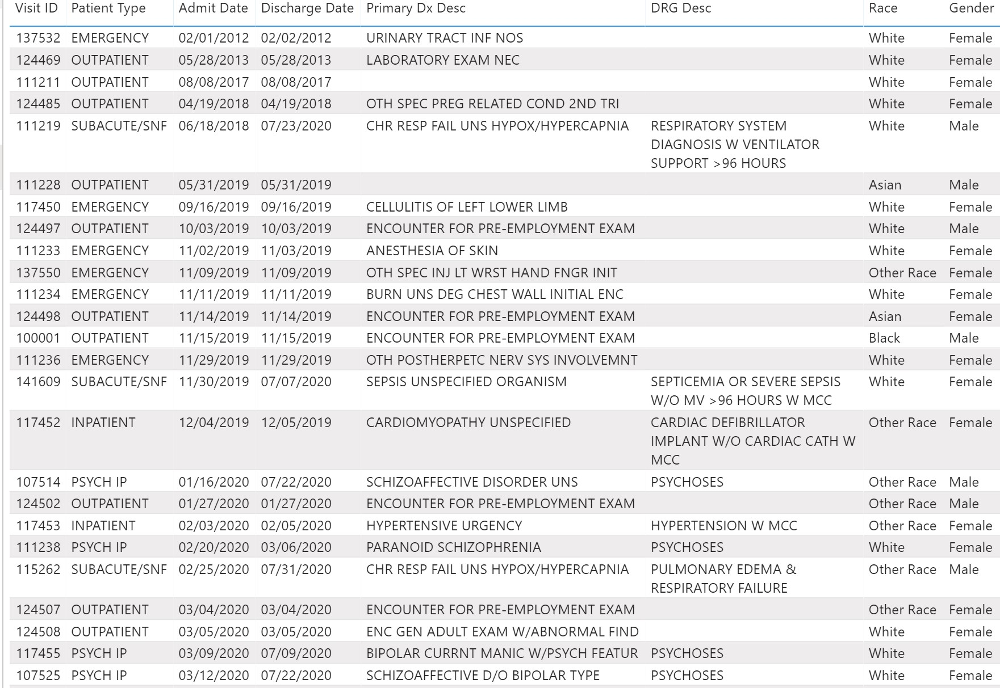 Visit ID Patient Type Admit Date Discharge Date Primary Dx Desc DRG Desc Race Gender
137532 EMERGENCY 02/01/2012 02/02/2012 URINARY TRACT INF NOS White Female
124469 OUTPATIENT 05/28/2013 05/28/2013 LABORATORY EXAM NEC White Female
111211 OUTPATIENT 08/08/2017 08/08/2017 White Female
124485 OUTPATIENT 04/19/2018 04/19/2018 OTH SPEC PREG RELATED COND 2ND TRI White Female
111219 SUBACUTE/SNF 06/18/2018 07/23/2020 CHR RESP FAIL UNS HYPOX/HYPERCAPNIA RESPIRATORY SYSTEM White Male
DIAGNOSIS W VENTILATOR
SUPPORT >96 HOURS
111228 OUTPATIENT 05/31/2019 05/31/2019 Asian Male
117450 EMERGENCY 09/16/2019 09/16/2019 CELLULITIS OF LEFT LOWER LIMB White Female
124497 OUTPATIENT 10/03/2019 10/03/2019 ENCOUNTER FOR PRE-EMPLOYMENT EXAM White Male
111233 EMERGENCY 11/02/2019 11/03/2019 ANESTHESIA OF SKIN White Female
137550 EMERGENCY 11/09/2019 11/09/2019 OTH SPEC INJ LT WRST HAND FNGR INIT Other Race Female
111234 EMERGENCY 11/11/2019 11/11/2019 BURN UNS DEG CHEST WALL INITIAL ENC White Female
124498 OUTPATIENT 11/14/2019 11/14/2019 ENCOUNTER FOR PRE-EMPLOYMENT EXAM Asian Female
100001 OUTPATIENT 11/15/2019 11/15/2019 ENCOUNTER FOR PRE-EMPLOYMENT EXAM Black Male
111236 EMERGENCY 11/29/2019 11/29/2019 OTH POSTHERPETC NERV SYS INVOLVEMNT White Female
141609 SUBACUTE/SNF 11/30/2019 07/07/2020 SEPSIS UNSPECIFIED ORGANISM SEPTICEMIA OR SEVERE SEPSIS White Female
W/O MV >96 HOURS W MCC
117452 INPATIENT 12/04/2019 12/05/2019 CARDIOMYOPATHY UNSPECIFIED CARDIAC DEFIBRILLATOR Other Race Female
IMPLANT W/O CARDIAC CATH W
MCC
107514 PSYCH IP 01/16/2020 07/22/2020 SCHIZOAFFECTIVE DISORDER UNS PSYCHOSES Other Race Male
124502 OUTPATIENT 01/27/2020 01/27/2020 ENCOUNTER FOR PRE-EMPLOYMENT EXAM Other Race Male
117453 INPATIENT 02/03/2020 02/05/2020 HYPERTENSIVE URGENCY HYPERTENSION W MCC Other Race Female
111238 PSYCH IP 02/20/2020 03/06/2020 PARANOID SCHIZOPHRENIA PSYCHOSES White Female
115262 SUBACUTE/SNF 02/25/2020 07/31/2020 CHR RESP FAIL UNS HYPOX/HYPERCAPNIA PULMONARY EDEMA & Other Race Male
RESPIRATORY FAILURE
124507 OUTPATIENT 03/04/2020 03/04/2020 ENCOUNTER FOR PRE-EMPLOYMENT EXAM Other Race Female
124508 OUTPATIENT 03/05/2020 03/05/2020 ENC GEN ADULT EXAM W/ABNORMAL FIND White Female
117455 PSYCH IP 03/09/2020 07/09/2020 BIPOLAR CURRNT MANIC W/PSYCH FEATUR PSYCHOSES White Female
107525 PSYCH IP 03/12/2020 07/22/2020 SCHIZOAFFECTIVE D/O BIPOLAR TYPE PSYCHOSES White Female